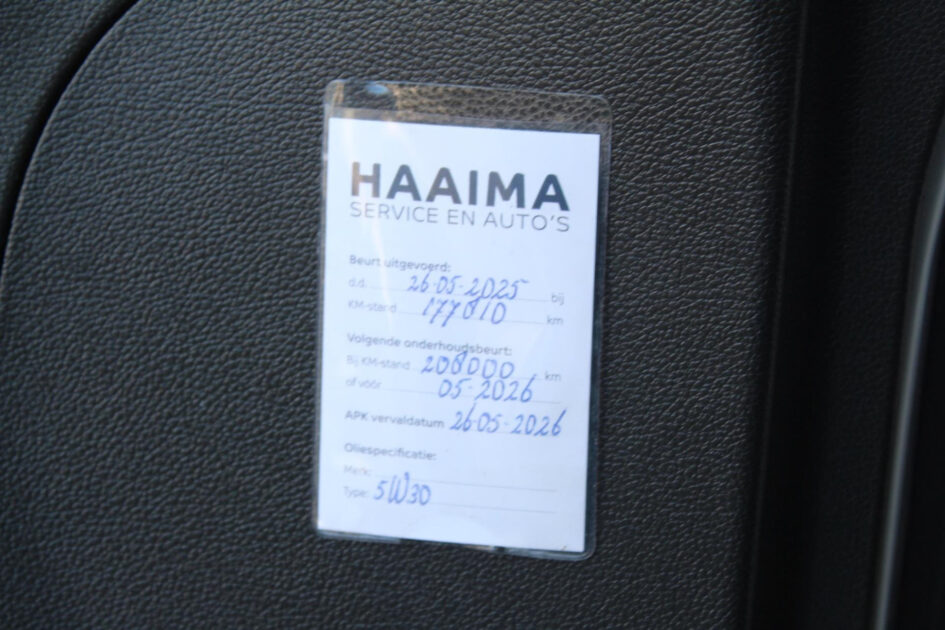 HAAIMA
SERVICE EN AUTO'S
Beurt uitgevoerd:
d.d. 26-05-2025 bij
KM-stand 177810 km
Volgende onderhoudsbeurt:
Bij KM-stand 208000 km
of vóór 05-2026
APK vervaldatum 26-05-2026
Oliespecificatie:
Merk:
Type: 5W30